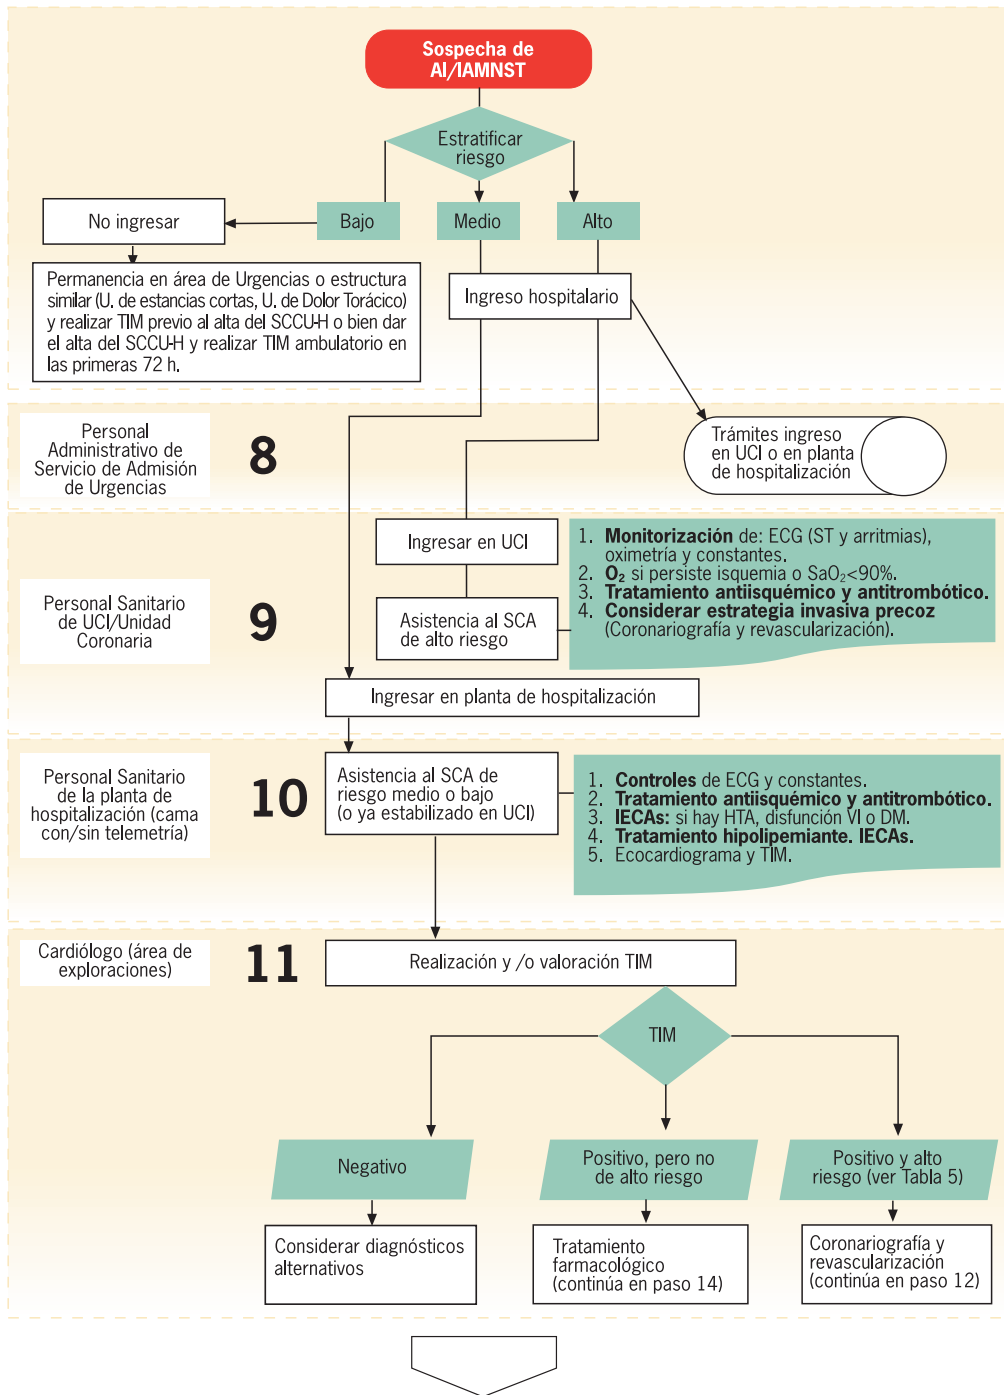 Sospecha de
AI/IAMNST
Estratificar
riesgo
No ingresar
Bajo
Medio
Alto
Permanencia en área de Urgencias o estructura
similar (U. de estancias cortas, U. de Dolor Torácico)
y realizar TIM previo al alta del SCCU-H o bien dar
el alta del SCCU-H y realizar TIM ambulatorio en
las primeras 72 h.
Ingreso hospitalario
Personal
Administrativo de
Servicio de Admisión
de Urgencias
8
Trámites ingreso
en UCI o en planta
de hospitalización
Personal Sanitario
de UCI/Unidad
Coronaria
9
Ingresar en UCI
Asistencia al SCA
de alto riesgo
1. Monitorización de: ECG (ST y arritmias),
oximetría y constantes.
2. O₂ si persiste isquemia o SaO₂<90%.
3. Tratamiento antiisquémico y antitrombótico.
4. Considerar estrategia invasiva precoz
(Coronariografía y revascularización).
Ingresar en planta de hospitalización
Personal Sanitario
de la planta de
hospitalización (cama
con/sin telemetría)
10
Asistencia al SCA de
riesgo medio o bajo
(o ya estabilizado en UCI)
1. Controles de ECG y constantes.
2. Tratamiento antiisquémico y antitrombótico.
3. IECAs: si hay HTA, disfunción VI o DM.
4. Tratamiento hipolipemiante. IECAs.
5. Ecocardiograma y TIM.
Cardiólogo (área de
exploraciones)
11
Realización y /o valoración TIM
TIM
Negativo
Positivo, pero no
de alto riesgo
Positivo y alto
riesgo (ver Tabla 5)
Considerar diagnósticos
alternativos
Tratamiento
farmacológico
(continúa en paso 14)
Coronariografía y
revascularización
(continúa en paso 12)